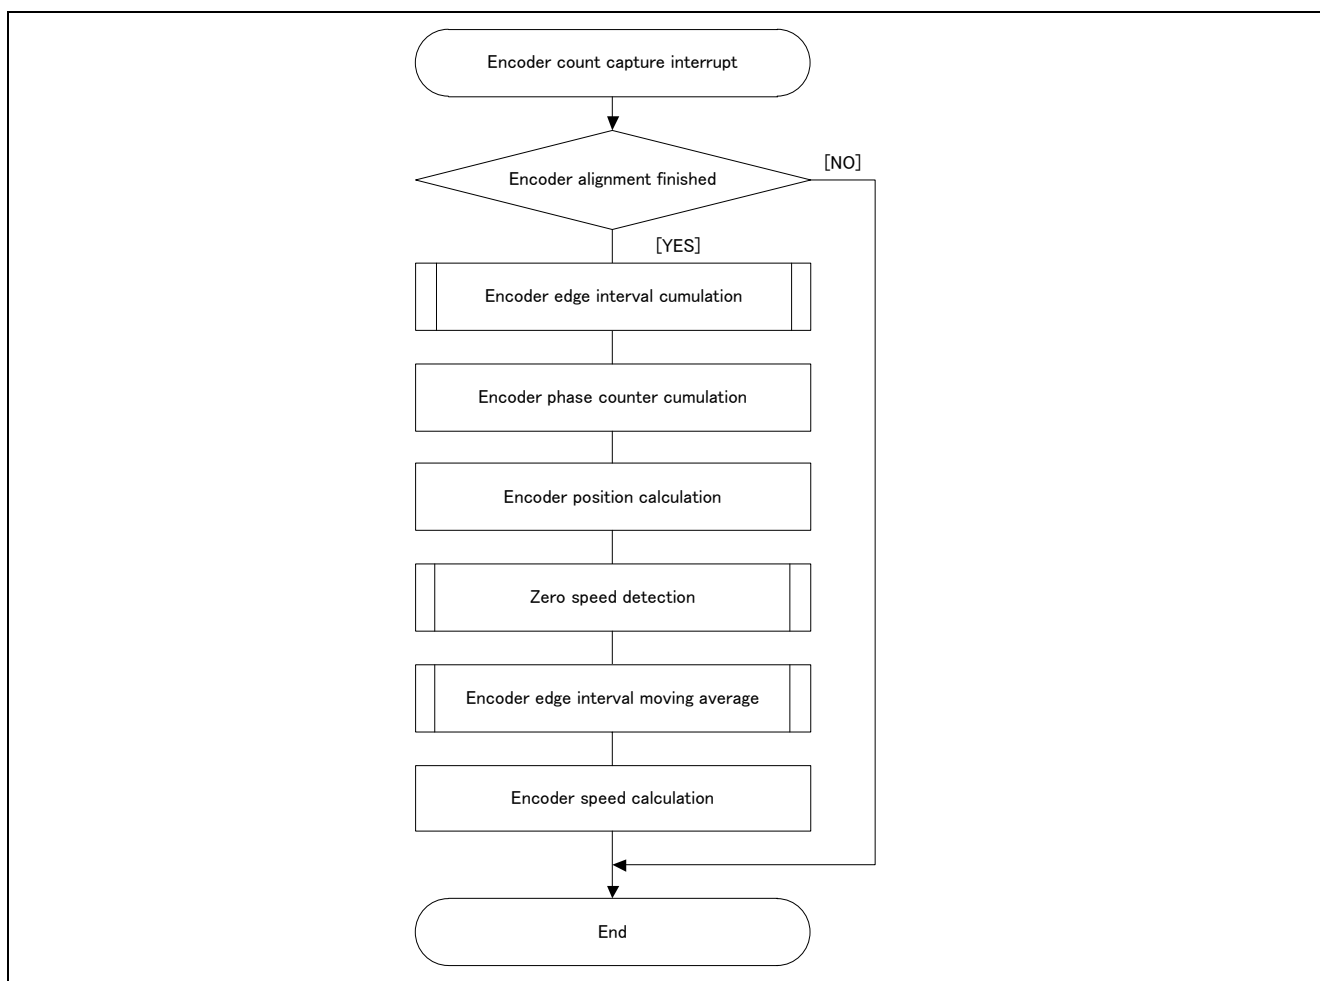 Encoder count capture interrupt
[NO]
Encoder alignment finished
[YES]
Encoder edge interval cumulation
Encoder phase counter cumulation
Encoder position calculation
Zero speed detection
Encoder edge interval moving average
Encoder speed calculation
End